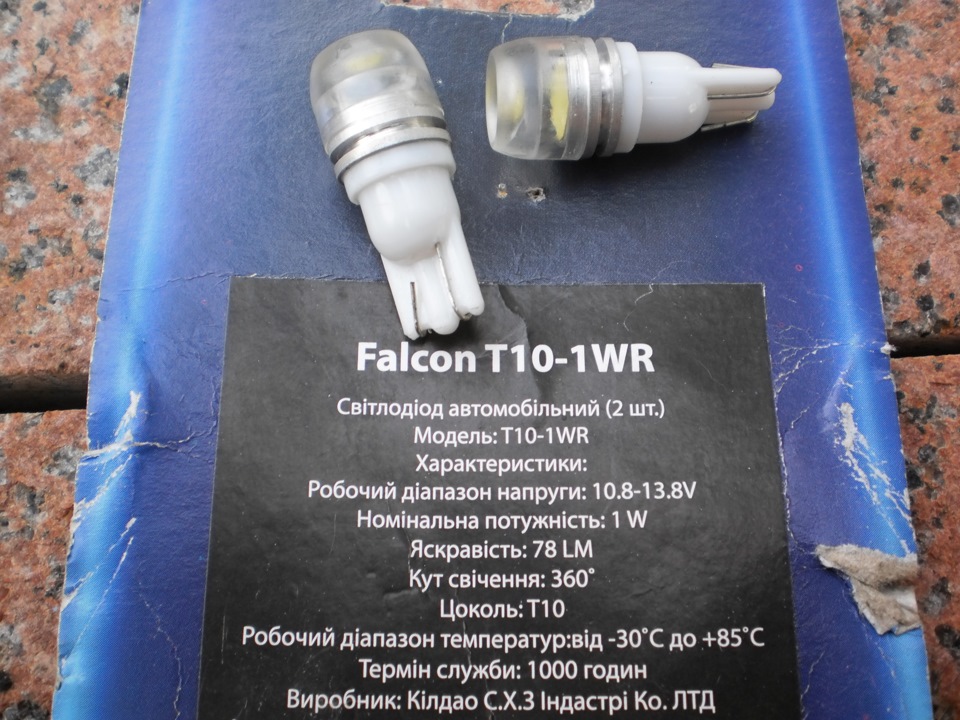 Falcon T10-1WR
Світлодіод автомобільний (2 шт.)
Модель: T10-1WR
Характеристики:
Робочий діапазон напруги: 10.8-13.8V
Номінальна потужність: 1 W
Яскравість: 78 LM
Кут свічення: 360˚
Цоколь: T10
Робочий діапазон температур:від -30˚C до +85˚C
Термін служби: 1000 годин
Виробник: Кілдао С.Х.З Індастрі Ко. ЛТД